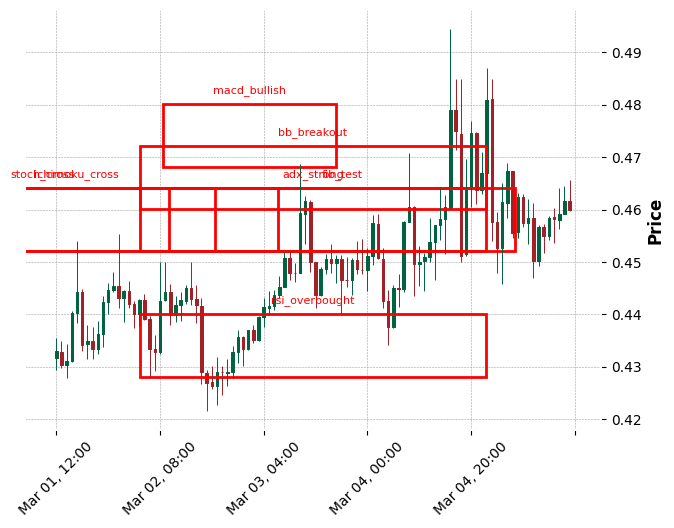 macd_bullish
bb_breakout
stoch_cross
ichimoku_cross
adx_strong
fib_test
rsi_overbought
0.49
0.48
0.47
0.46
0.45
0.44
0.43
0.42
Price
Mar 01, 12:00
Mar 02, 08:00
Mar 03, 04:00
Mar 04, 00:00
Mar 04, 20:00